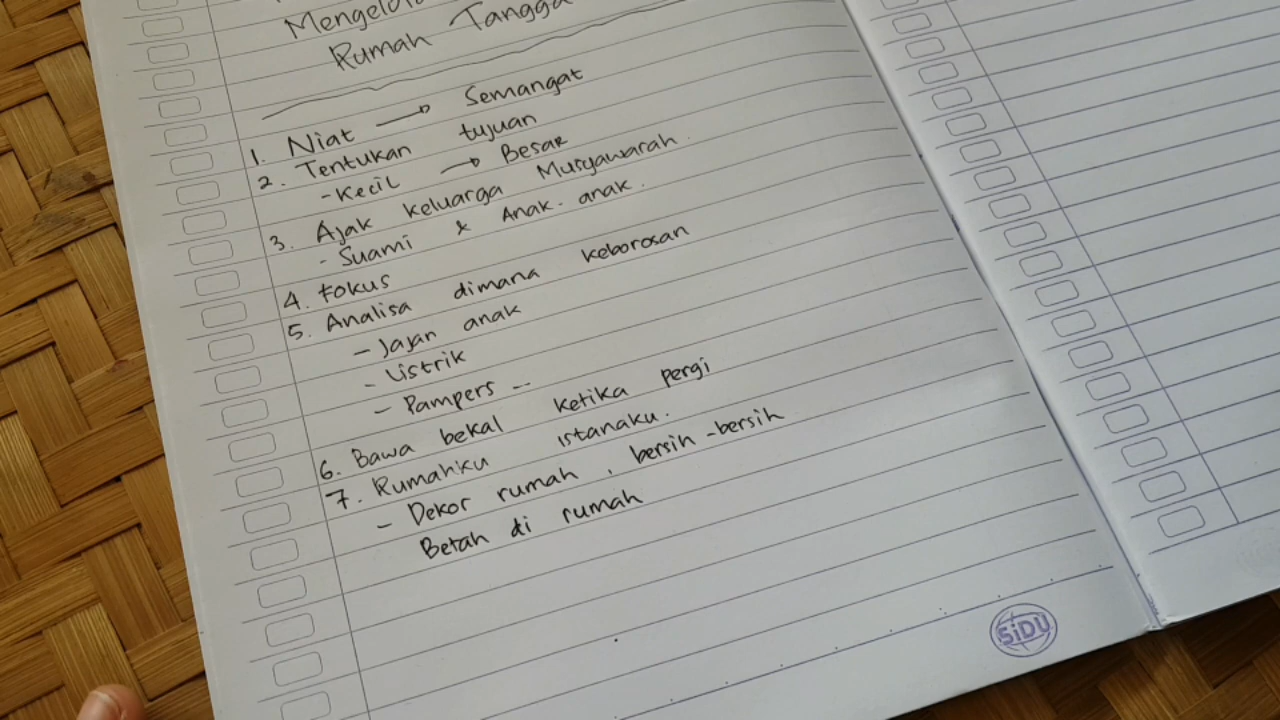 Mengelola
Rumah Tangga
1. Niat → Semangat
2. Tentukan tujuan
- Kecil → Besar
3. Ajak keluarga Musyawarah.
- Suami & Anak-anak.
4. Fokus
5. Analisa dimana keborosan
- Jajan anak
- Listrik
- Pampers --
6. Bawa bekal ketika pergi
7. Rumahku istanaku.
- Dekor rumah, bersih-bersih
Betah di rumah
SiDU